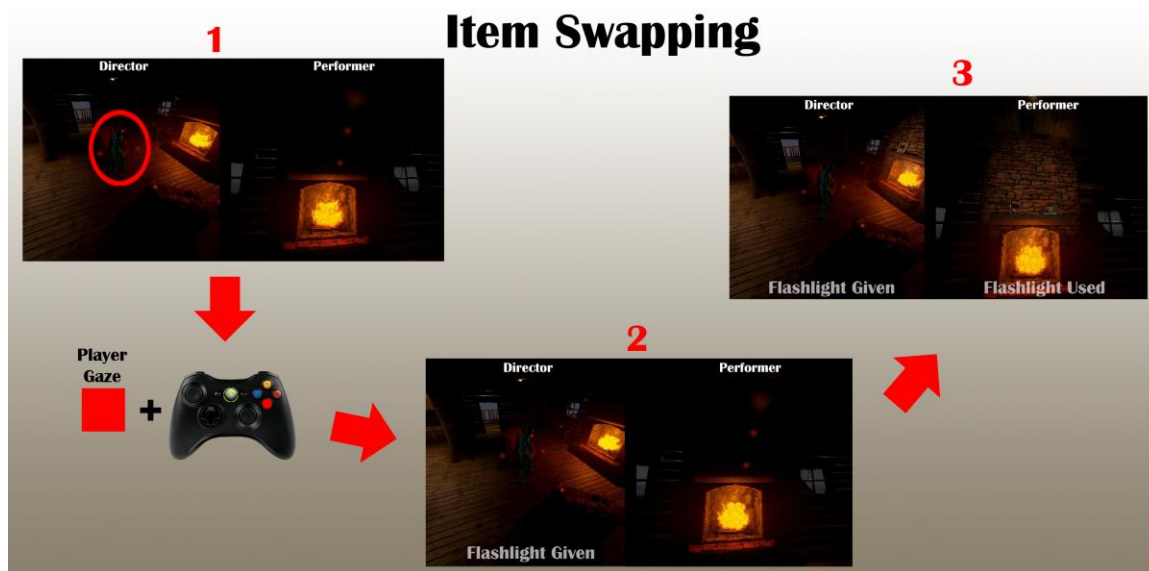 Item Swapping
1
Director
Performer
Player
Gaze
+
2
Director
Performer
Flashlight Given
3
Director
Performer
Flashlight Given
Flashlight Used